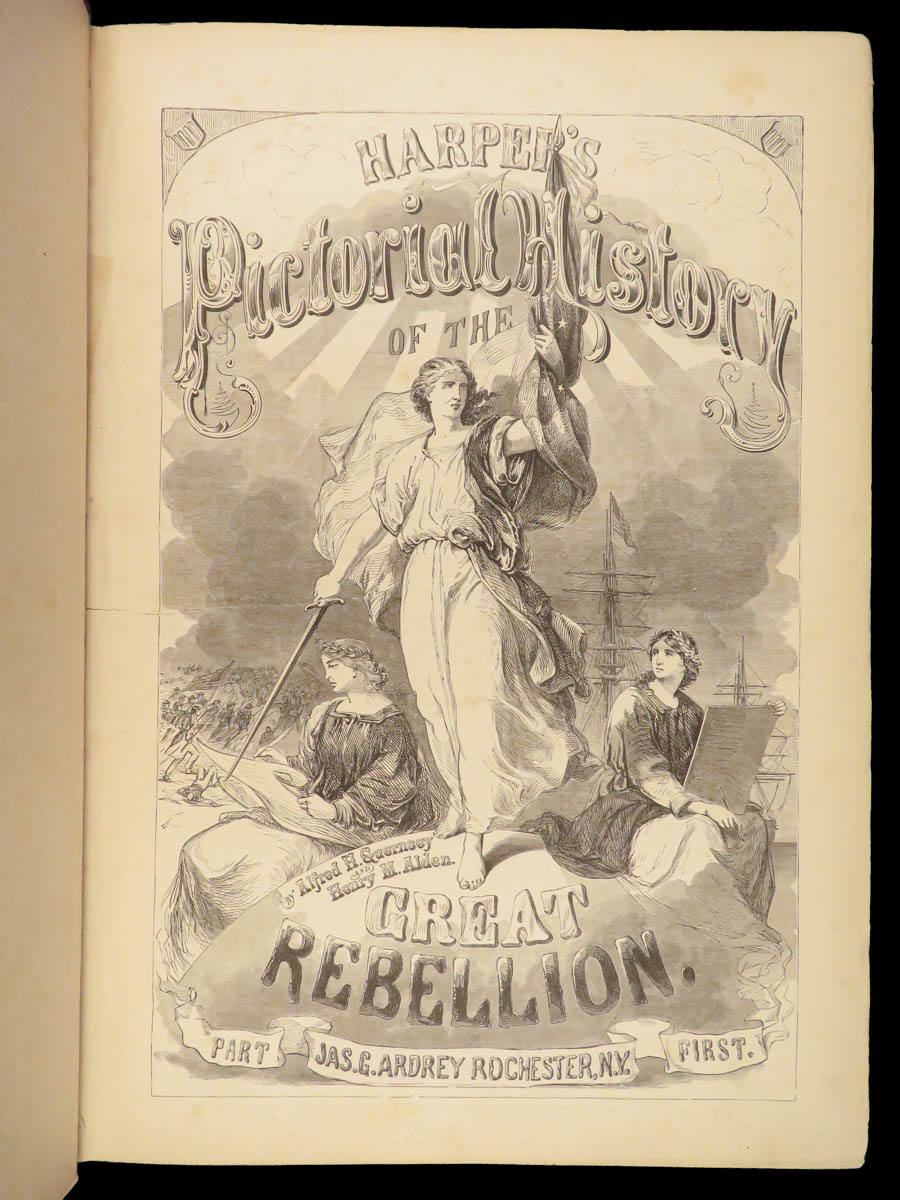 HARPER'S
Pictorial History
OF THE
BY Alfred H. Guernsey
AND
Henry M. Alden.
GREAT
REBELLION.
PART
JAS. G. ARDREY ROCHESTER, N.Y.
FIRST.